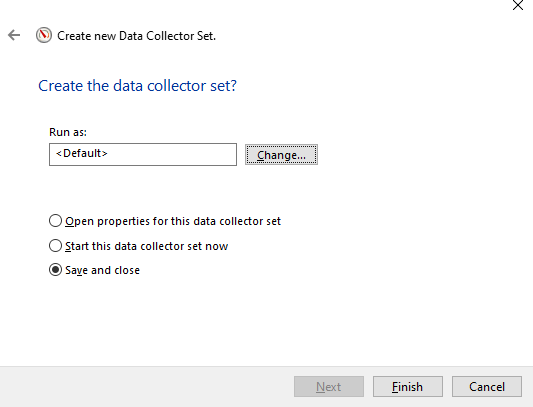 Create new Data Collector Set.
Create the data collector set?
Run as:
<Default>
Change...
Open properties for this data collector set
Start this data collector set now
Save and close
Next
Finish
Cancel